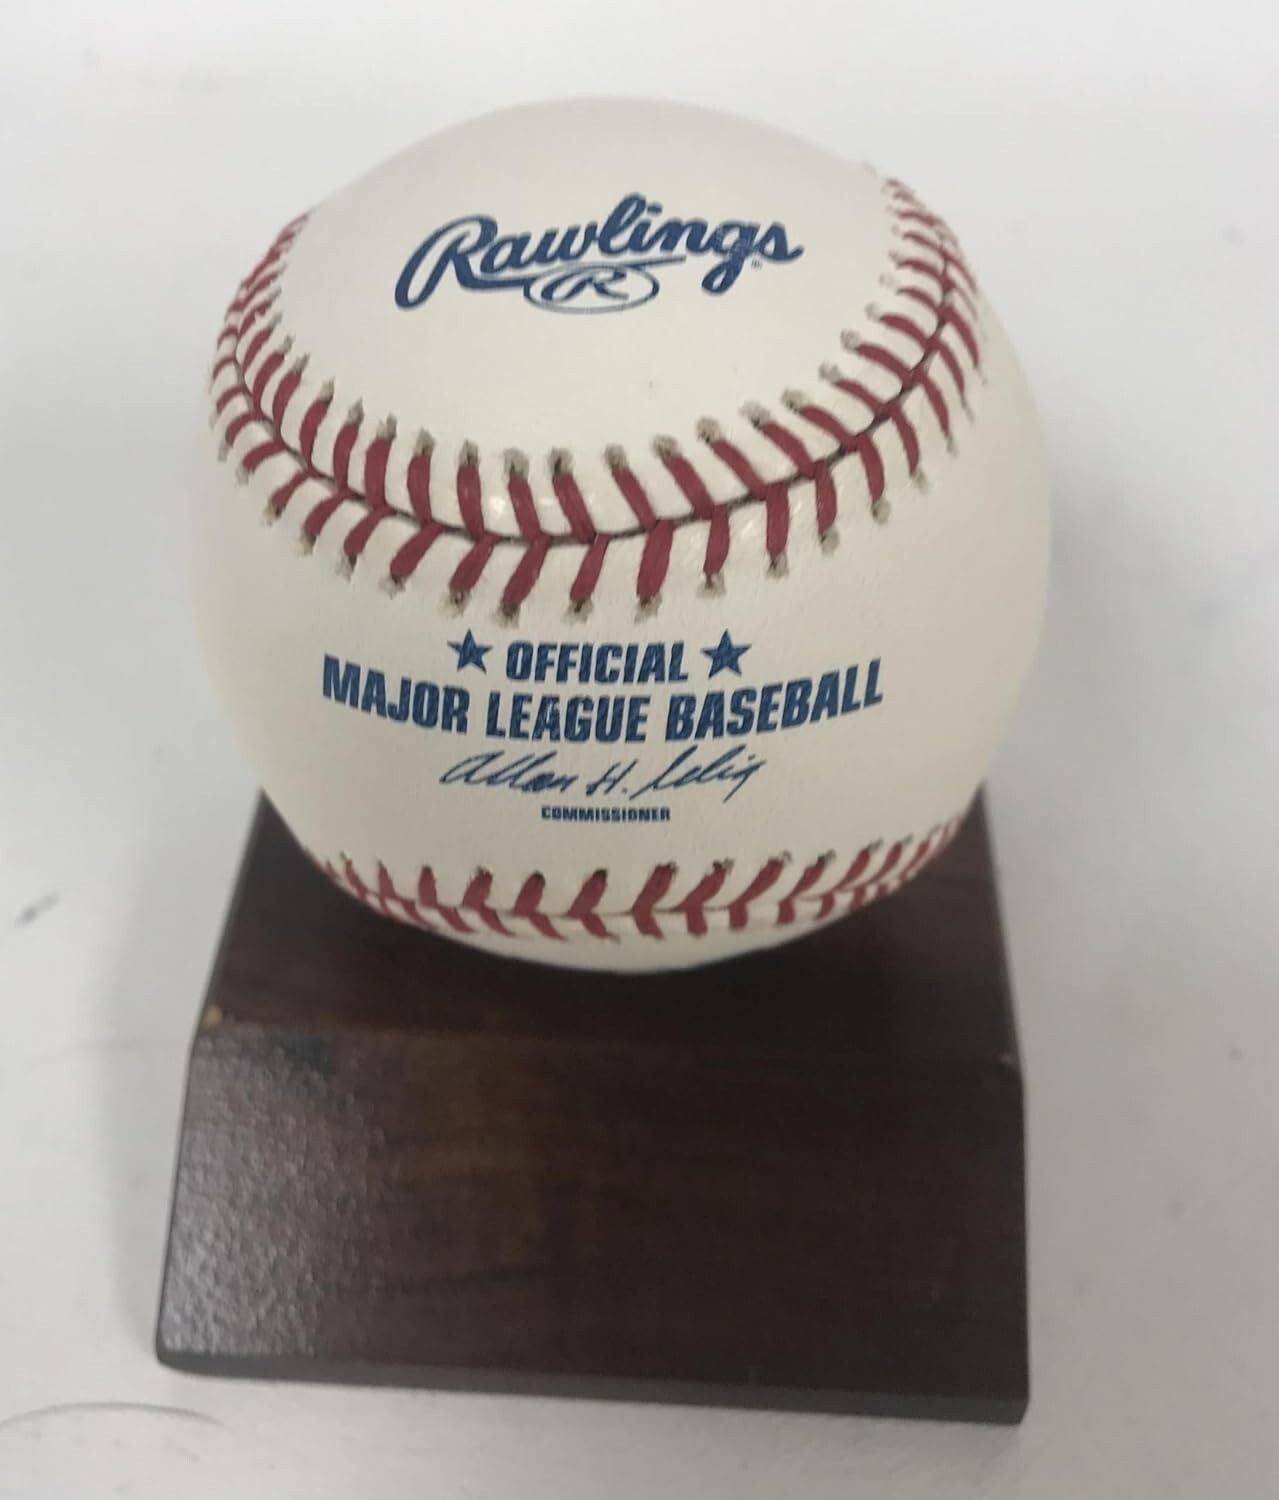 Rawlings
R
★ OFFICIAL ★
MAJOR LEAGUE BASEBALL
Allan H. Selig
COMMISSIONER